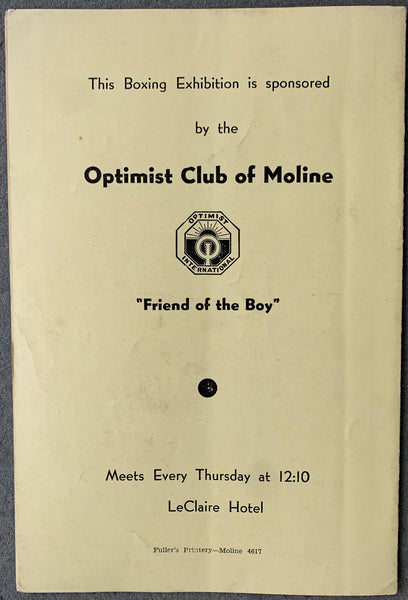 This Boxing Exhibition is sponsored
by the
Optimist Club of Moline
OPTIMIST
INTERNATIONAL
"Friend of the Boy"
Meets Every Thursday at 12:10
LeClaire Hotel
Fuller's Printery—Moline 4617